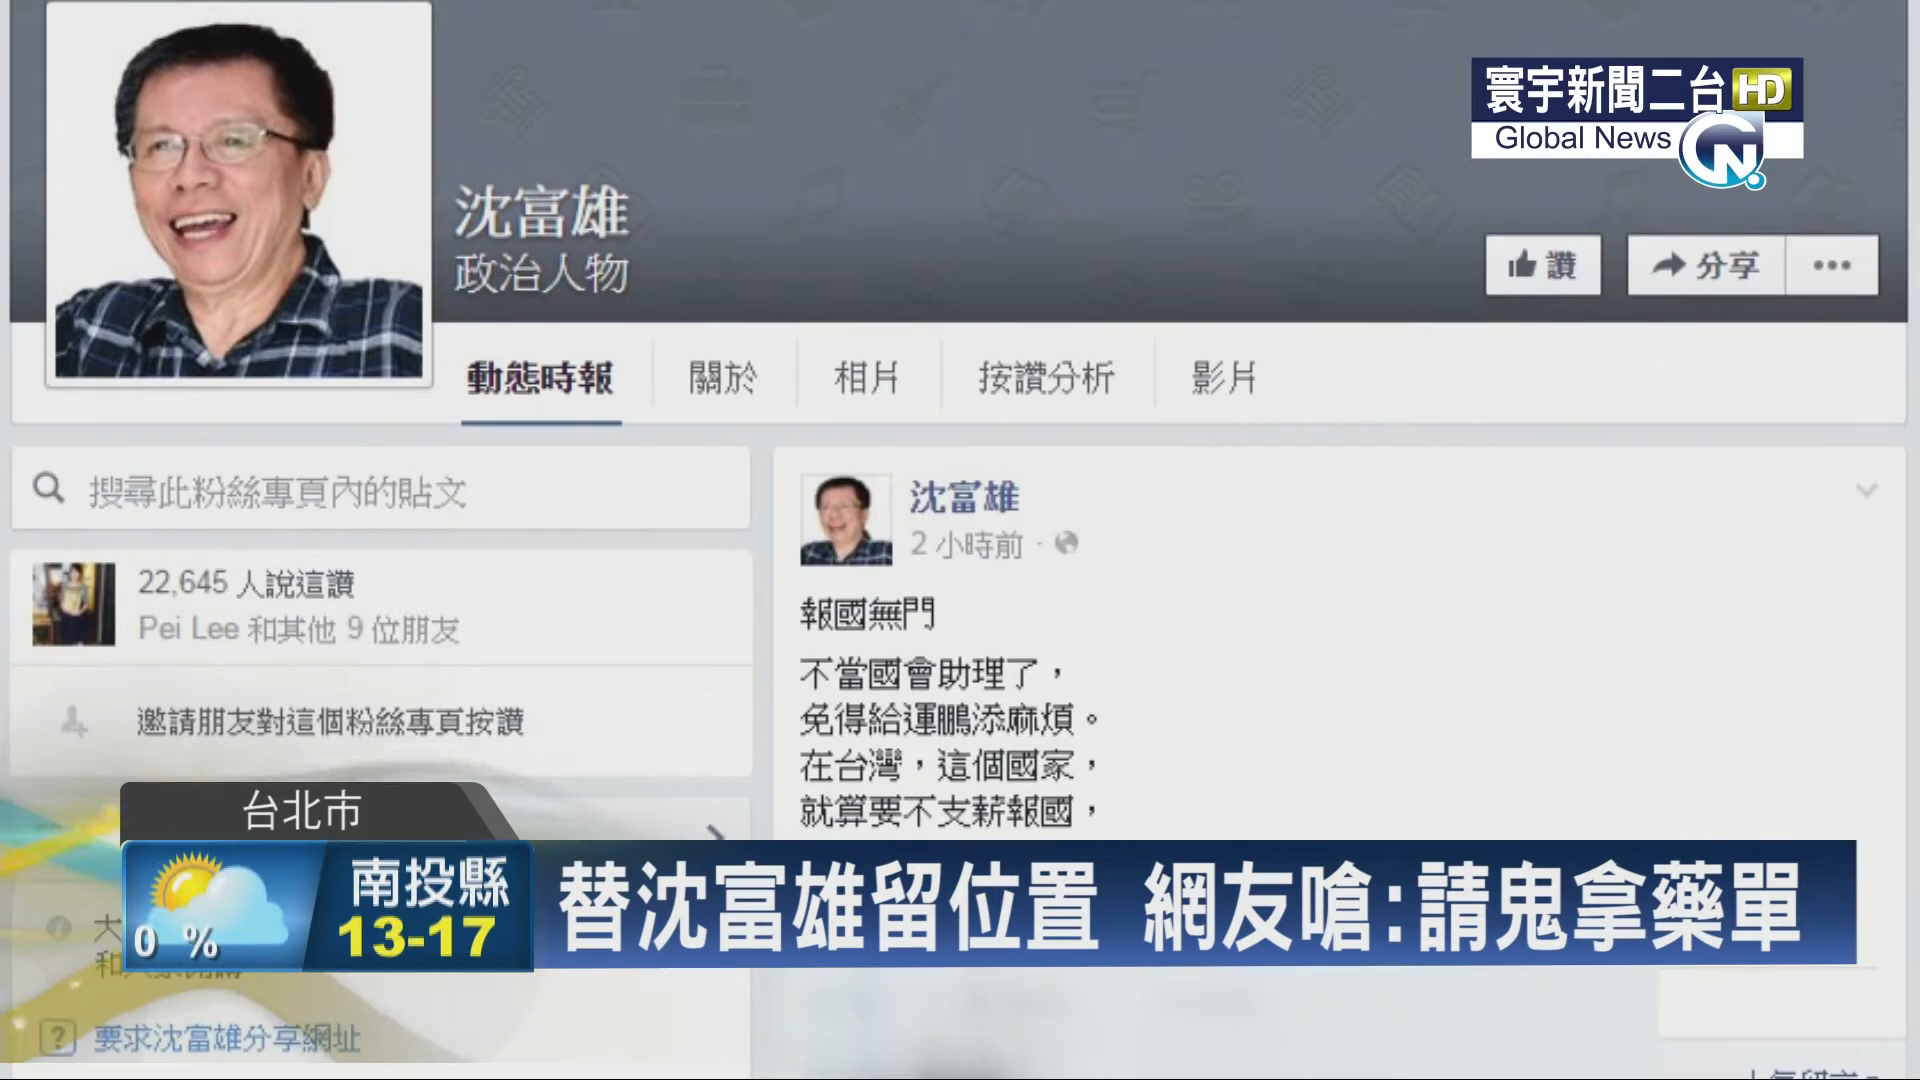 沈富雄
政治人物
寰宇新聞二台HD
Global News
讚
分享
動態時報
關於
相片
按讚分析
影片
搜尋此粉絲專頁內的貼文
22,645 人說這讚
Pei Lee 和其他 9 位朋友
邀請朋友對這個粉絲專頁按讚
沈富雄
2 小時前
報國無門
不當國會助理了，
免得給運鵬添麻煩。
在台灣，這個國家，
就算要不支薪報國，
台北市
南投縣
0 %
13-17
替沈富雄留位置 網友嗆:請鬼拿藥單
要求沈富雄分享網址